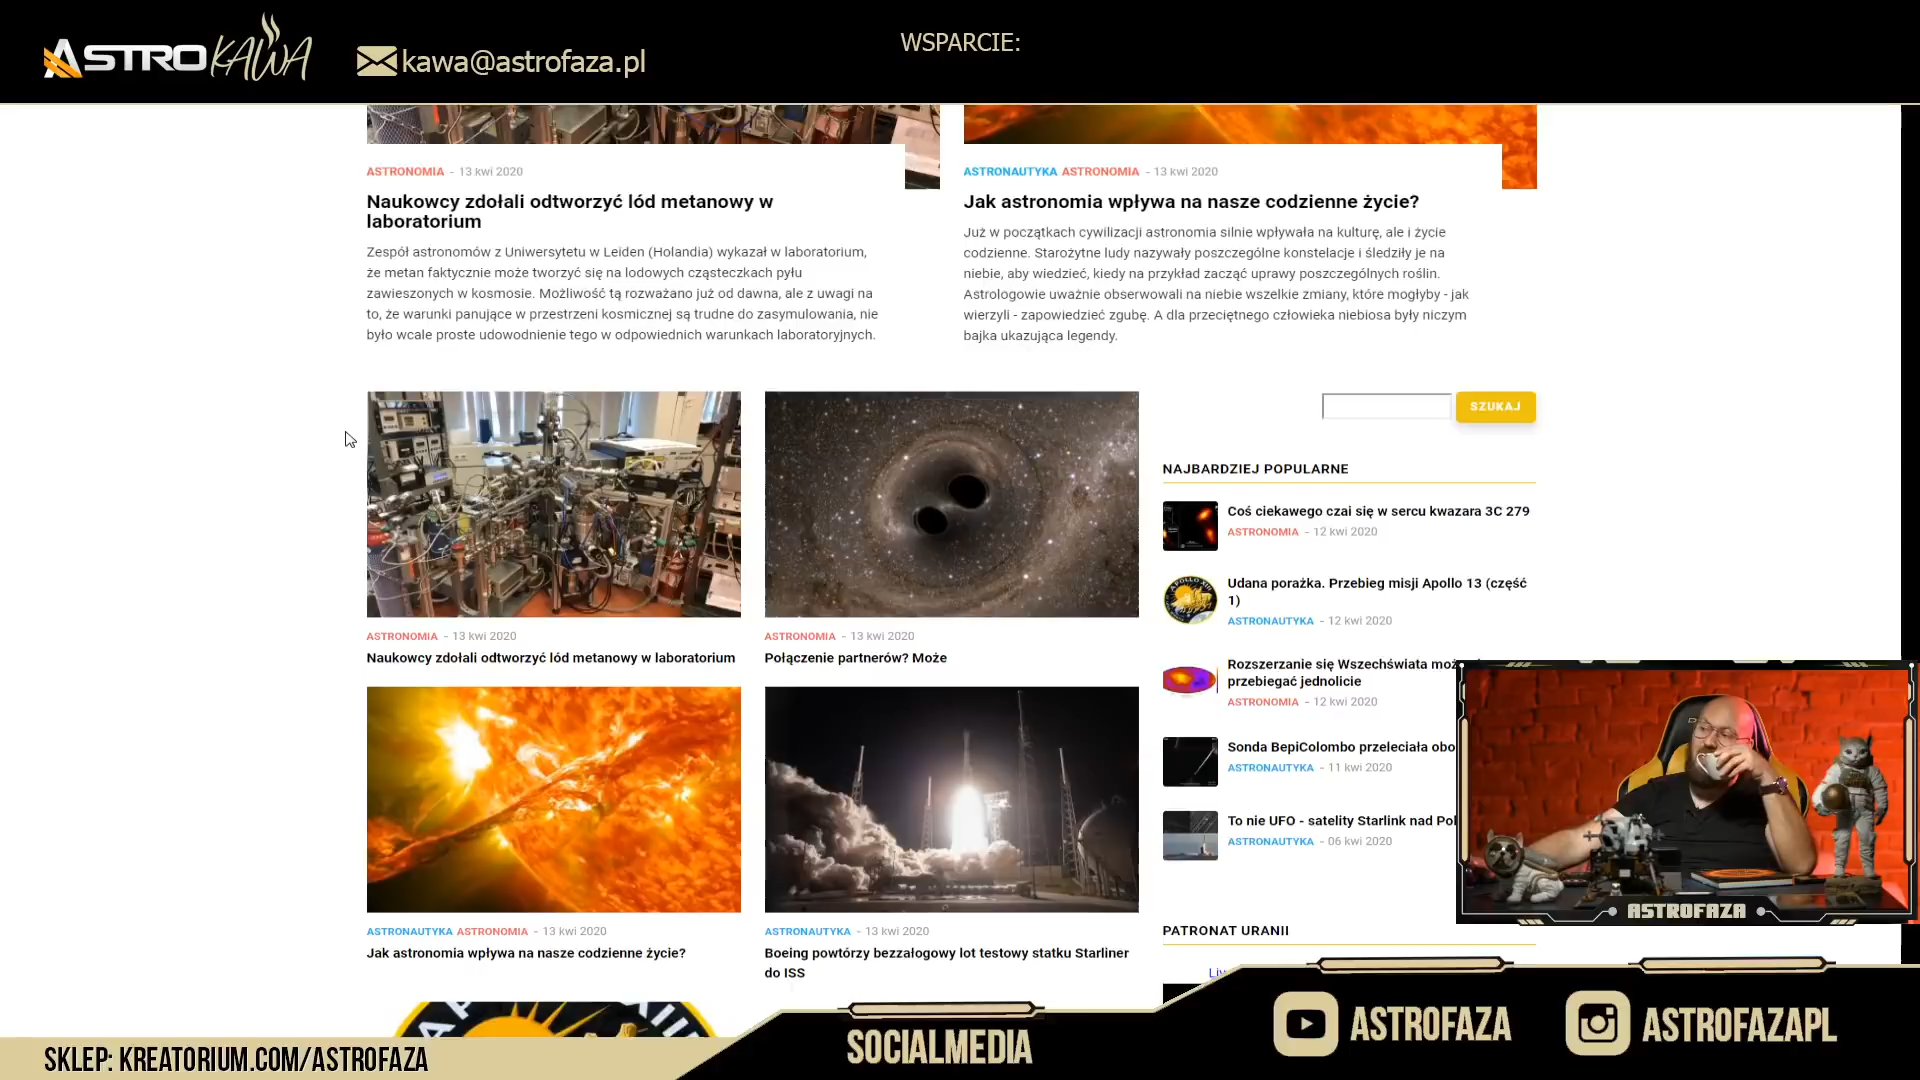 ASTROKAWA
kawa@astrofaza.pl
WSPARCIE:
ASTRONOMIA - 13 kwi 2020
Naukowcy zdołali odtworzyć lód metanowy w
laboratorium
Zespół astronomów z Uniwersytetu w Leiden (Holandia) wykazał w laboratorium,
że metan faktycznie może tworzyć się na lodowych cząsteczkach pyłu
zawieszonych w kosmosie. Możliwość tą rozważano już od dawna, ale z uwagi na
to, że warunki panujące w przestrzeni kosmicznej są trudne do zasymulowania, nie
było wcale proste udowodnienie tego w odpowiednich warunkach laboratoryjnych.
ASTRONAUTYKA ASTRONOMIA - 13 kwi 2020
Jak astronomia wpływa na nasze codzienne życie?
Już w początkach cywilizacji astronomia silnie wpływała na kulturę, ale i życie
codzienne. Starożytne ludy nazywały poszczególne konstelacje i śledziły je na
niebie, aby wiedzieć, kiedy na przykład zacząć uprawy poszczególnych roślin.
Astrologowie uważnie obserwowali na niebie wszelkie zmiany, które mogłyby - jak
wierzyli - zapowiedzieć zgubę. A dla przeciętnego człowieka niebiosa były niczym
bajka ukazująca legendy.
ASTRONOMIA - 13 kwi 2020
Naukowcy zdołali odtworzyć lód metanowy w laboratorium
ASTRONOMIA - 13 kwi 2020
Połączenie partnerów? Może
ASTRONAUTYKA ASTRONOMIA - 13 kwi 2020
Jak astronomia wpływa na nasze codzienne życie?
ASTRONAUTYKA - 13 kwi 2020
Boeing powtórzy bezzałogowy lot testowy statku Starliner
do ISS
SZUKAJ
NAJBARDZIEJ POPULARNE
Coś ciekawego czai się w sercu kwazara 3C 279
ASTRONOMIA - 12 kwi 2020
APOLLO XIII
Udana porażka. Przebieg misji Apollo 13 (część
1)
ASTRONAUTYKA - 12 kwi 2020
Rozszerzanie się Wszechświata
przebiegać jednolicie
ASTRONOMIA - 12 kwi 2020
Sonda BepiColombo przeleciała obo
ASTRONAUTYKA - 11 kwi 2020
To nie UFO - satelity Starlink nad Pol
ASTRONAUTYKA - 06 kwi 2020
PATRONAT URANII
ASTROFAZA
SKLEP: KREATORIUM.COM/ASTROFAZA
SOCIALMEDIA
ASTROFAZA
ASTROFAZAPL